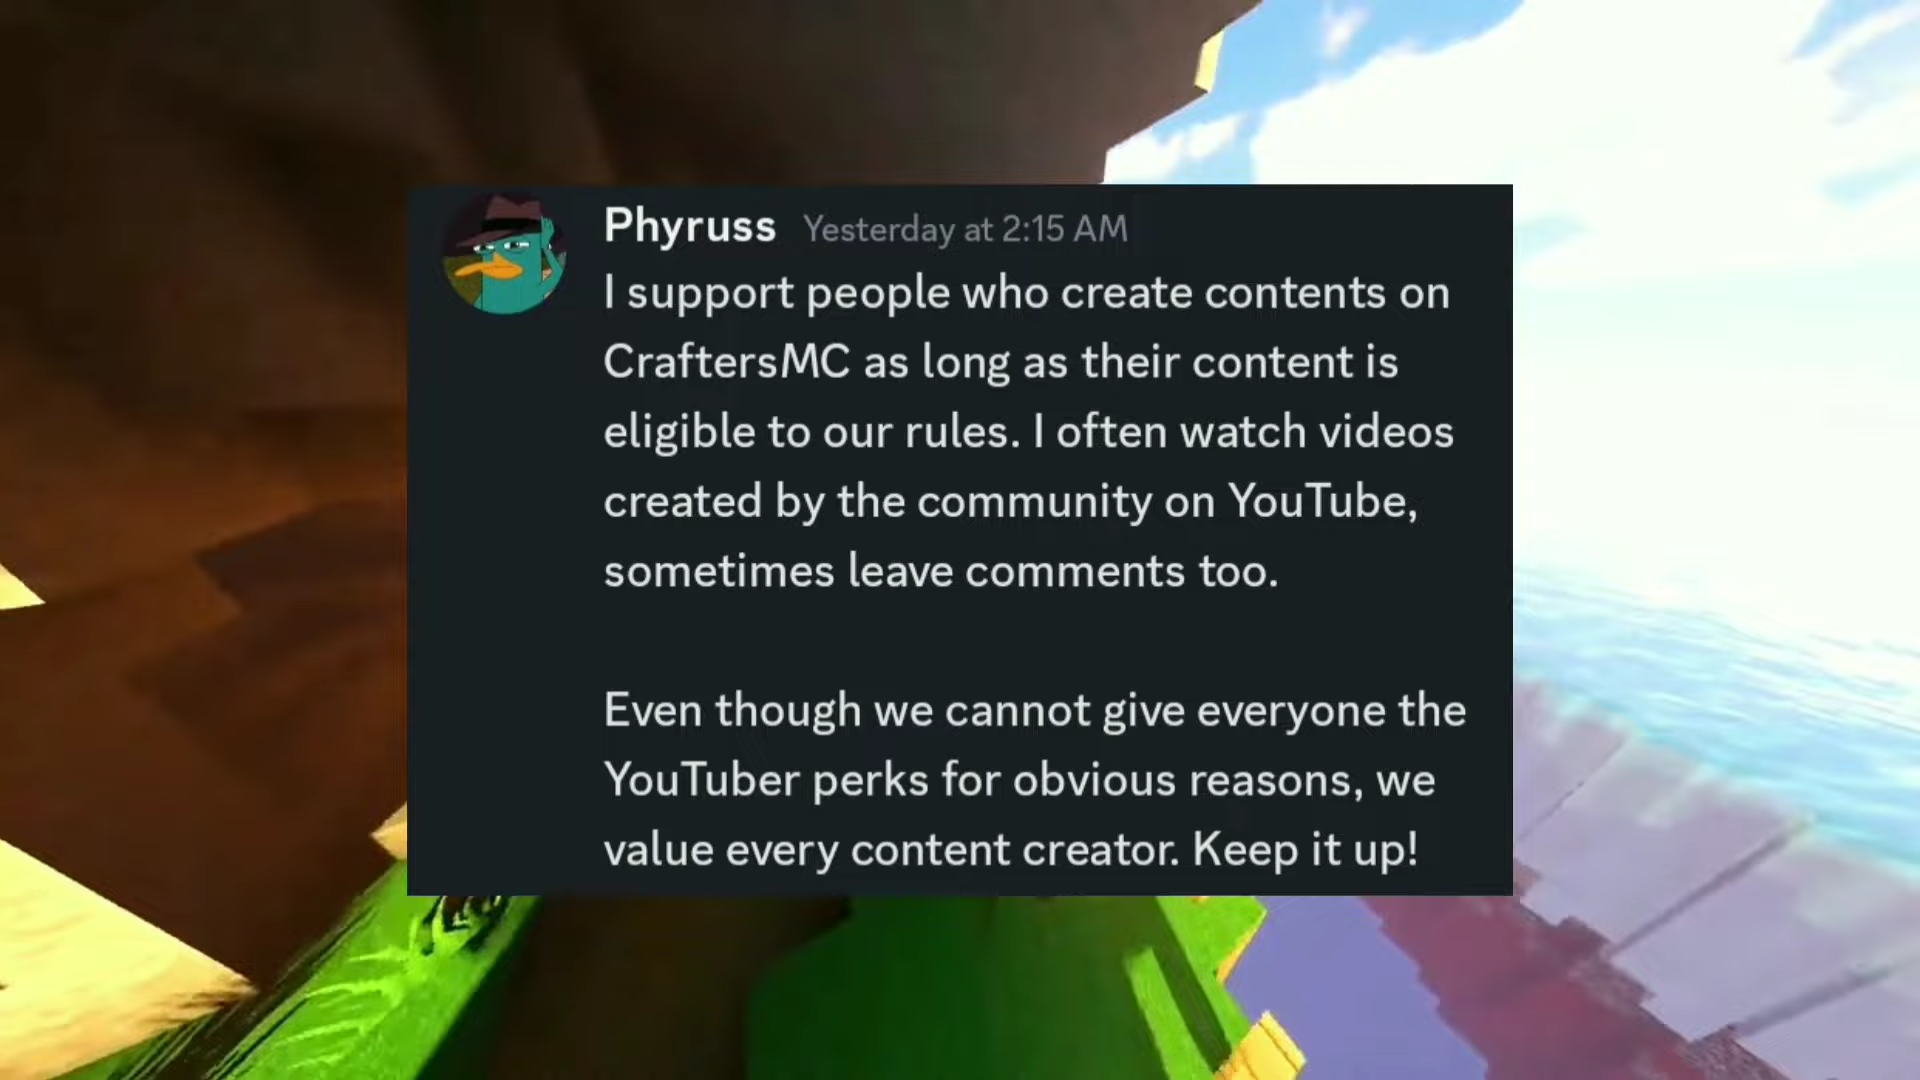 Phyruss Yesterday at 2:15 AM
I support people who create contents on
CraftersMC as long as their content is
eligible to our rules. I often watch videos
created by the community on YouTube,
sometimes leave comments too.
Even though we cannot give everyone the
YouTuber perks for obvious reasons, we
value every content creator. Keep it up!